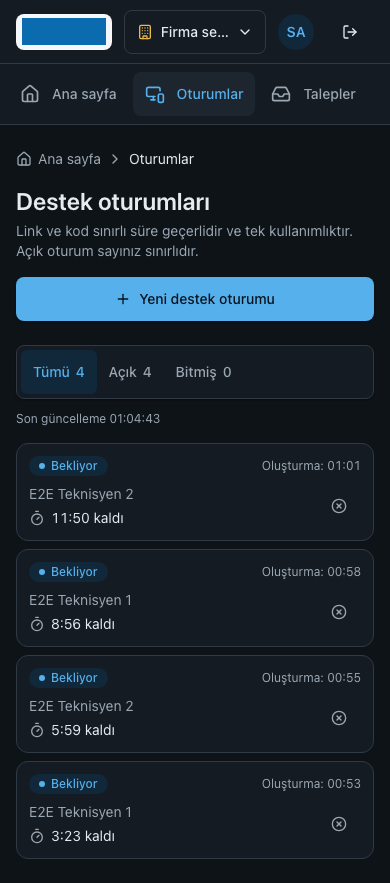 Firma se...
SA
Ana sayfa
Oturumlar
Talepler
Ana sayfa > Oturumlar
Destek oturumları
Link ve kod sınırlı süre geçerlidir ve tek kullanımlıktır.
Açık oturum sayınız sınırlıdır.
+ Yeni destek oturumu
Tümü 4
Açık 4
Bitmiş 0
Son güncelleme 01:04:43
Bekliyor
Oluşturma: 01:01
E2E Teknisyen 2
11:50 kaldı
Bekliyor
Oluşturma: 00:58
E2E Teknisyen 1
8:56 kaldı
Bekliyor
Oluşturma: 00:55
E2E Teknisyen 2
5:59 kaldı
Bekliyor
Oluşturma: 00:53
E2E Teknisyen 1
3:23 kaldı